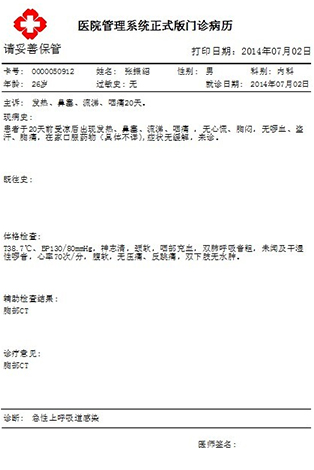 医院管理系统正式版门诊病历
请妥善保管
打印日期：2014年07月02日
卡号： 0000050912 姓名： 张振绍 性别： 男 科别：内科
年龄： 26岁 过敏史：无 就诊日期：2014年07月02日
主诉： 发热、鼻塞、流涕、咽痛20天。
现病史：
患者于20天前受凉后出现发热、鼻塞、流涕、咽痛 ，无心慌、胸闷，无咯血、盗
汗、胸痛，在家口服药物（具体不详),症状无缓解，来诊。
既往史：
体格检查：
T38.7℃、BP130/80mmHg，神志清，颈软，咽部充血，双肺呼吸音粗，未闻及干湿
性啰音，心率70次/分，腹软，无压痛、反跳痛，双下肢无水肿。
辅助检查结果：
胸部CT
诊疗意见：
胸部CT
诊断： 急性上呼吸道感染
医师签名：